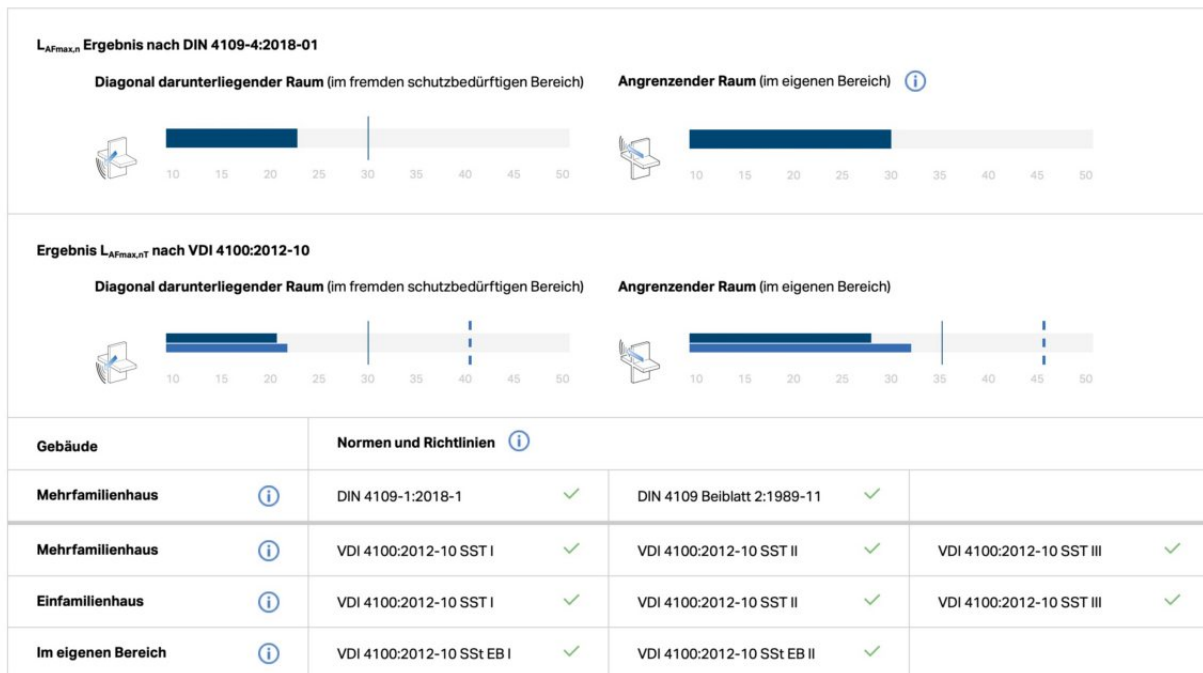 LAFmax,n Ergebnis nach DIN 4109-4:2018-01
Diagonal darunterliegender Raum (im fremden schutzbedürftigen Bereich)
Angrenzender Raum (im eigenen Bereich)
10 15 20 25 30 35 40 45 50
10 15 20 25 30 35 40 45 50
Ergebnis LAFmax,nT nach VDI 4100:2012-10
Diagonal darunterliegender Raum (im fremden schutzbedürftigen Bereich)
Angrenzender Raum (im eigenen Bereich)
10 15 20 25 30 35 40 45 50
10 15 20 25 30 35 40 45 50
Gebäude Normen und Richtlinien
Mehrfamilienhaus DIN 4109-1:2018-1 DIN 4109 Beiblatt 2:1989-11
Mehrfamilienhaus VDI 4100:2012-10 SST I VDI 4100:2012-10 SST II VDI 4100:2012-10 SST III
Einfamilienhaus VDI 4100:2012-10 SST I VDI 4100:2012-10 SST II VDI 4100:2012-10 SST III
Im eigenen Bereich VDI 4100:2012-10 SSt EB I VDI 4100:2012-10 SSt EB II